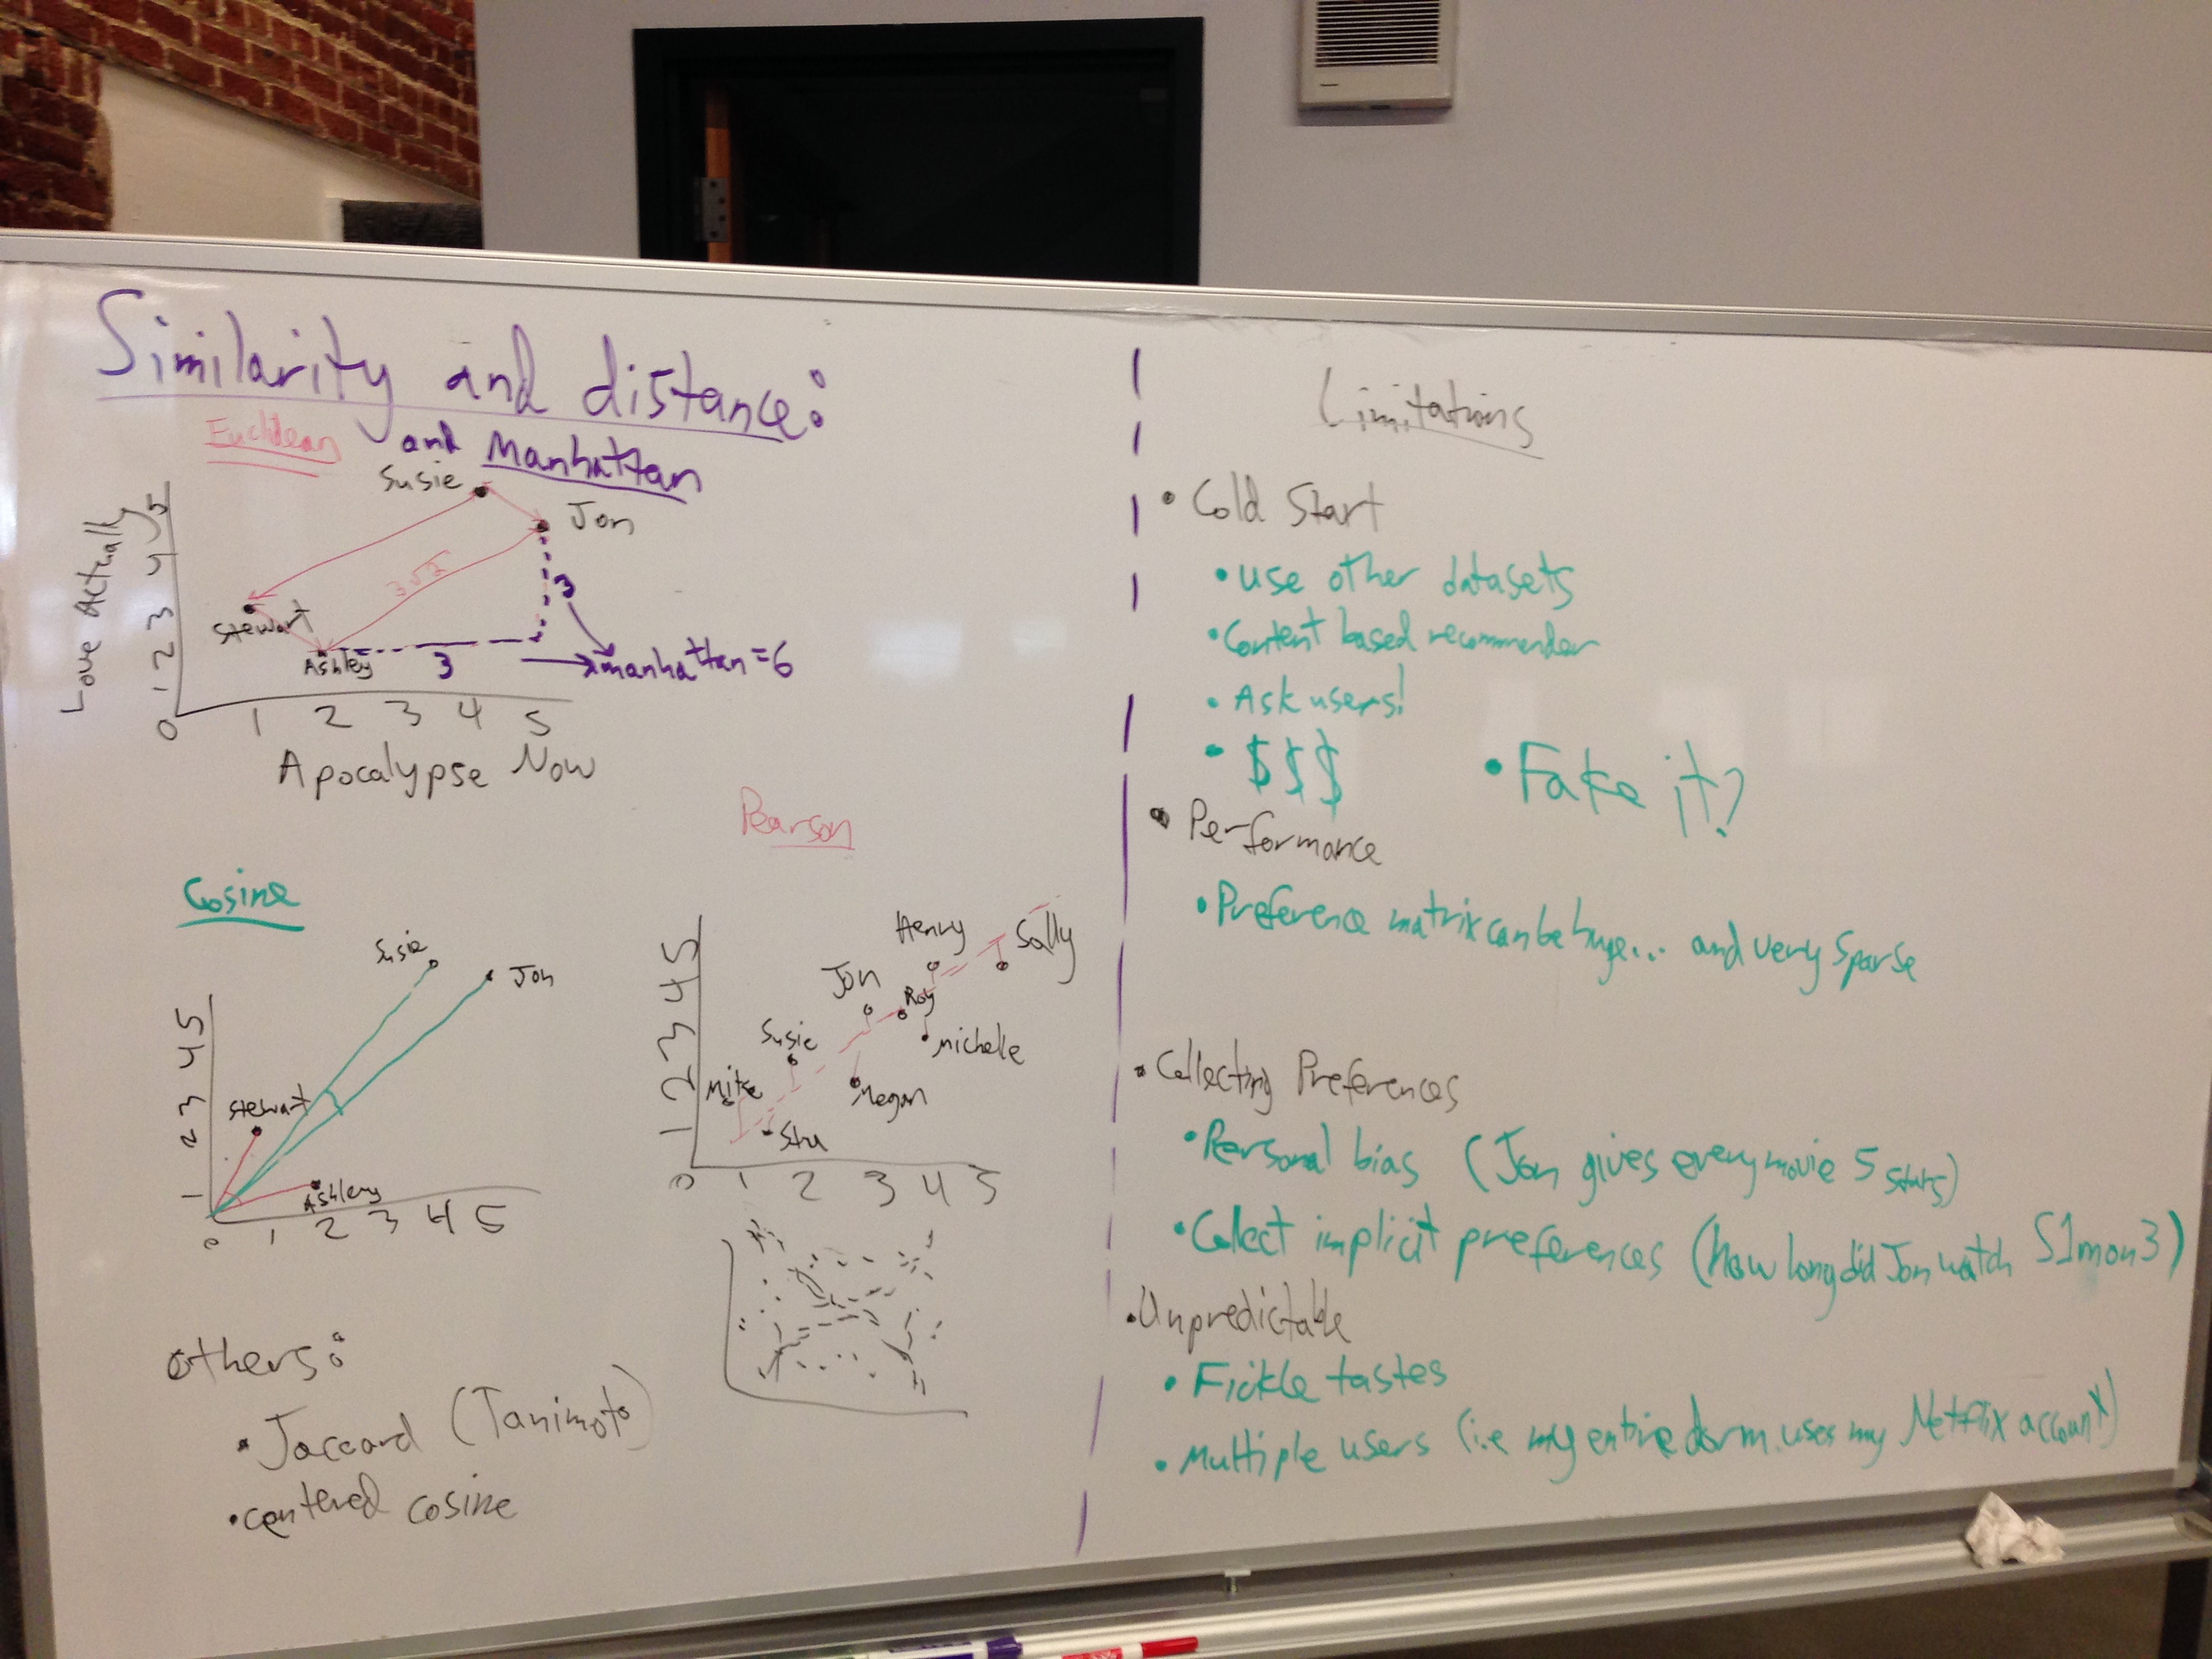 Similarity and distance:
Euclidean and Manhattan
Susie
Jon
Love Actually
5
4
3
2
1
0
Stewart
Ashley
3√2
3
3
manhattan = 6
1 2 3 4 5
Apocalypse Now
Cosine
Susie
Jon
5
4
3
2
1
Stewart
Ashley
0 1 2 3 4 5
Pearson
5
4
3
2
1
Henry
Sally
Jon
Roy
Susie
Michelle
Mike
Megan
Stu
0 1 2 3 4 5
Others:
• Jaccard (Tanimoto)
• centered cosine
Limitations
• Cold Start
• use other datasets
• Content based recommender
• Ask users!
• $$$ • Fake it?
• Performance
• Preference matrix can be huge... and very sparse
• Collecting Preferences
• Personal bias (Jon gives every movie 5 stars)
• Collect implicit preferences (how long did Jon watch S1mon3)
• Unpredictable
• Fickle tastes
• Multiple users (i.e my entire dorm uses my Netflix account)